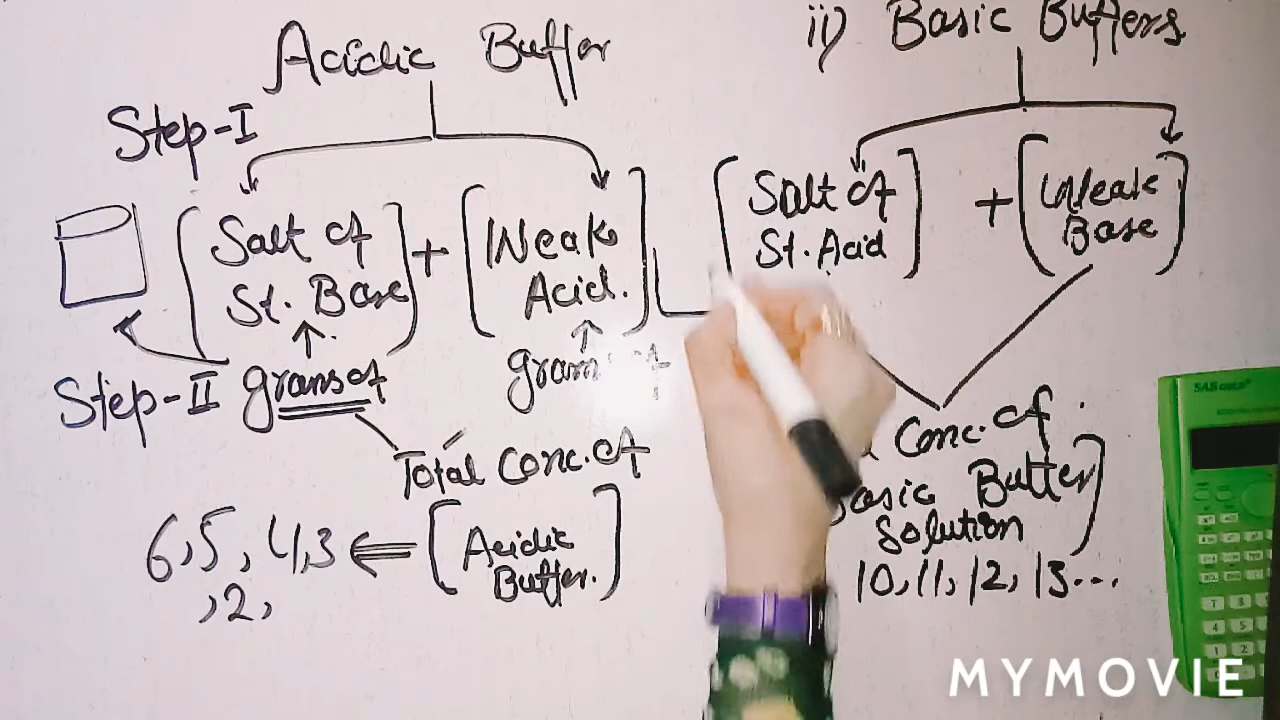 Acidic Buffer
Step-I
[Salt of St. Base] + [Weak Acid.]
Step-II grans of
gram
Total Conc. of
[Acidic Buffer.]
6, 5, 4, 3
, 2,
ii) Basic Buffers
[Salt of St. Acid] + [Weak Base]
Conc. of
Buffer
Solution
10, 11, 12, 13...
MYMOVIE